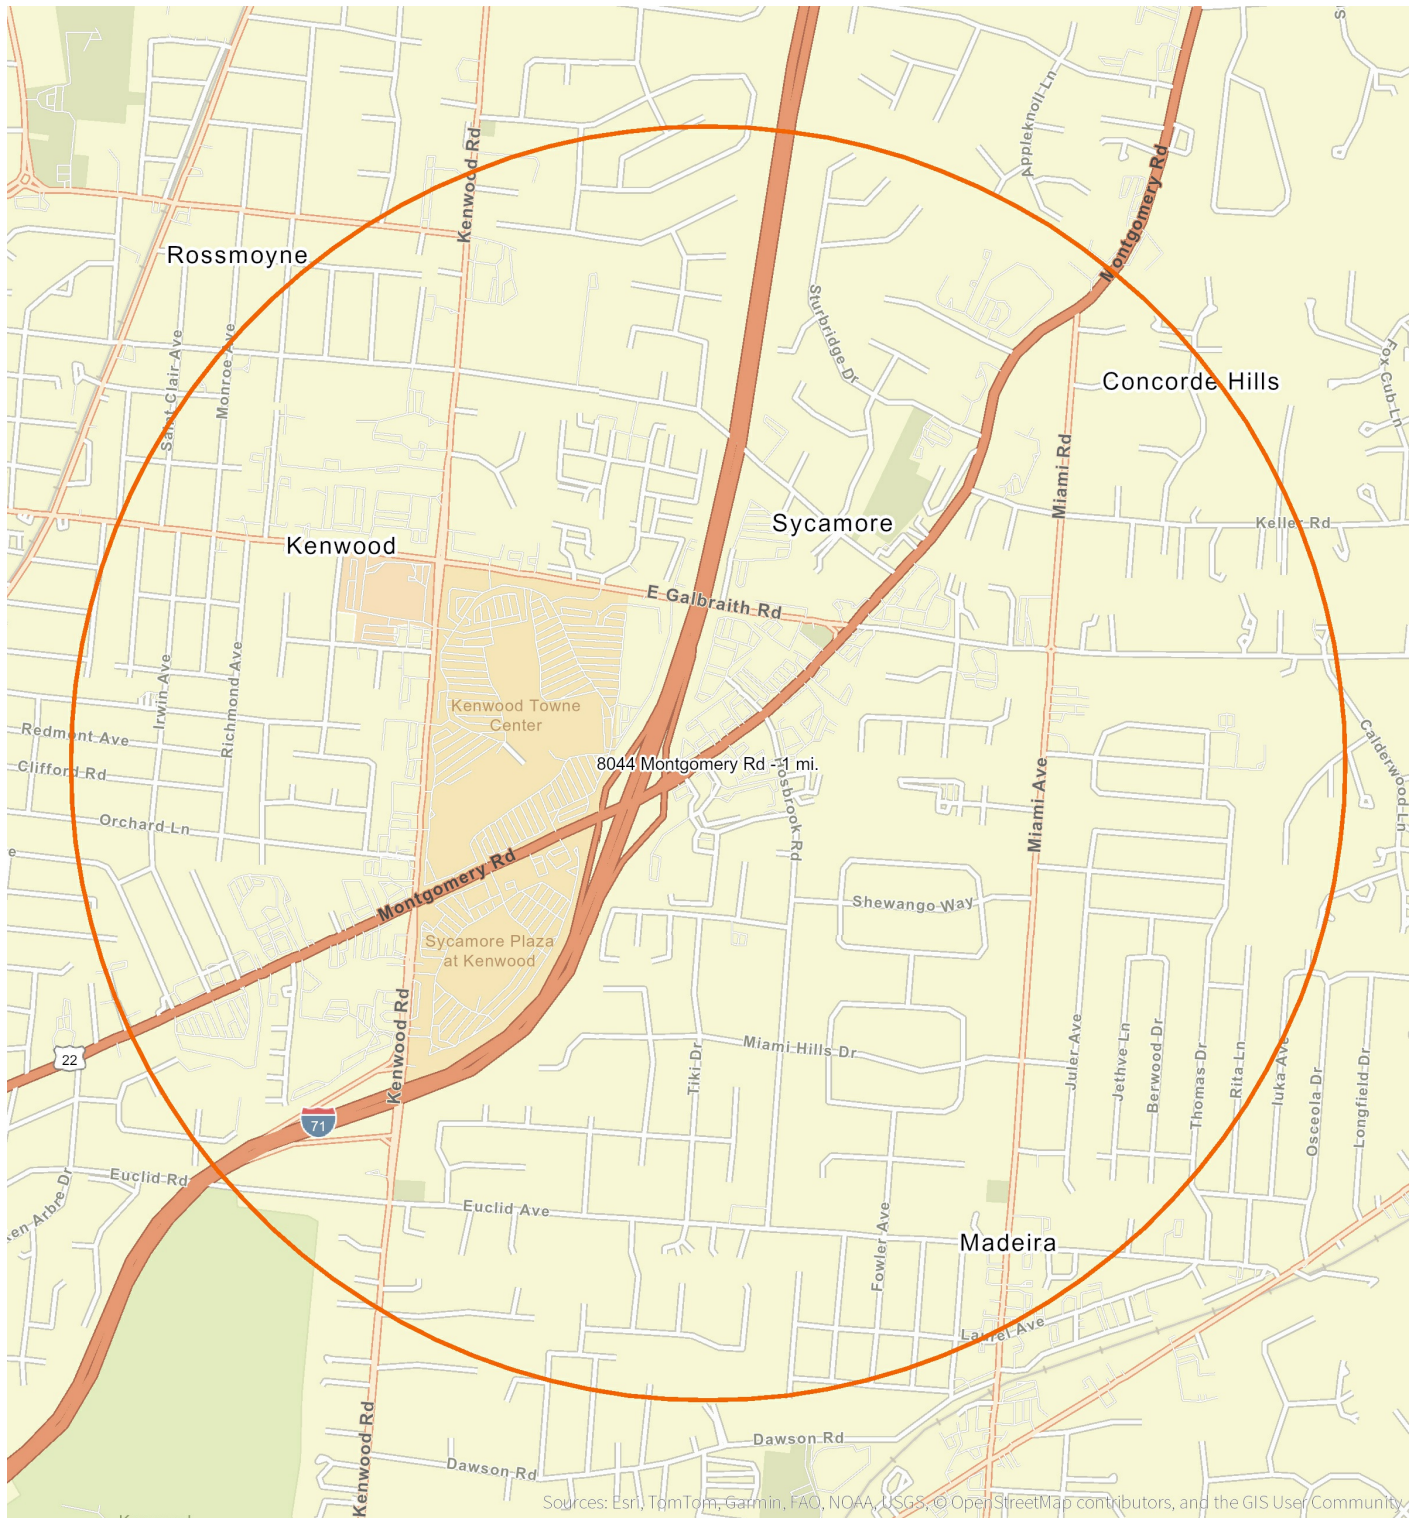 Appleknoll Ln
Kenwood Rd
Montgomery Rd
Rossmoyne
Sturbridge Dr
Saint Clair Ave
Monroe Ave
Concorde Hills
Fox Cub Ln
Miami Rd
Sycamore
Keller Rd
Kenwood
E Galbraith Rd
Irwin Ave
Richmond Ave
Kenwood Towne
Center
Redmont Ave
Clifford Rd
8044 Montgomery Rd - 1 mi.
Calderwood Ln
Miami Ave
Orchard Ln
Montgomery Rd
Shewango Way
Sycamore Plaza
at Kenwood
Kenwood Rd
22
Tiki Dr
Miami Hills Dr
Juler Ave
Jethve Ln
Berwood Dr
Thomas Dr
Rita Ln
Iuka Ave
Osceola Dr
Longfield Dr
71
Euclid Rd
Euclid Ave
Fowler Ave
Madeira
Laurel Ave
Kenwood Rd
Dawson Rd
Dawson Rd
Sources: Esri, TomTom, Garmin, FAO, NOAA, USGS, © OpenStreetMap contributors, and the GIS User Community